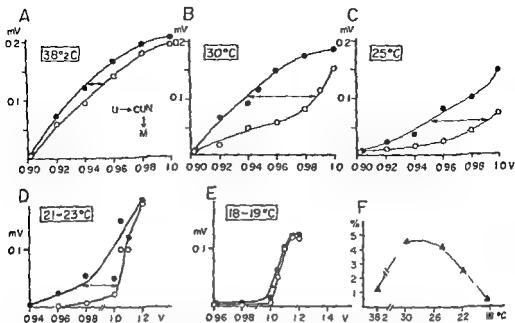 A
mV
0.2
38°2C
0.1
U → CUN
↓
M
0.90 0.92 0.94 0.96 0.98 1.0
B
mV
30°C
0.1
0.90 0.92 0.94 0.96 0.98 1.0
C
mV
0.2
25°C
0.1
0.90 0.92 0.94 0.96 0.98 1.0 V
D
21-23°C
mV
0.1
0.94 0.96 0.98 1.0 1.2 V
E
18-19°C
mV
0.1
0.94 0.96 0.98 1.0 1.2 1.4 V
F
5 %
4
3
2
1
38.2 30 25 22 18 °C